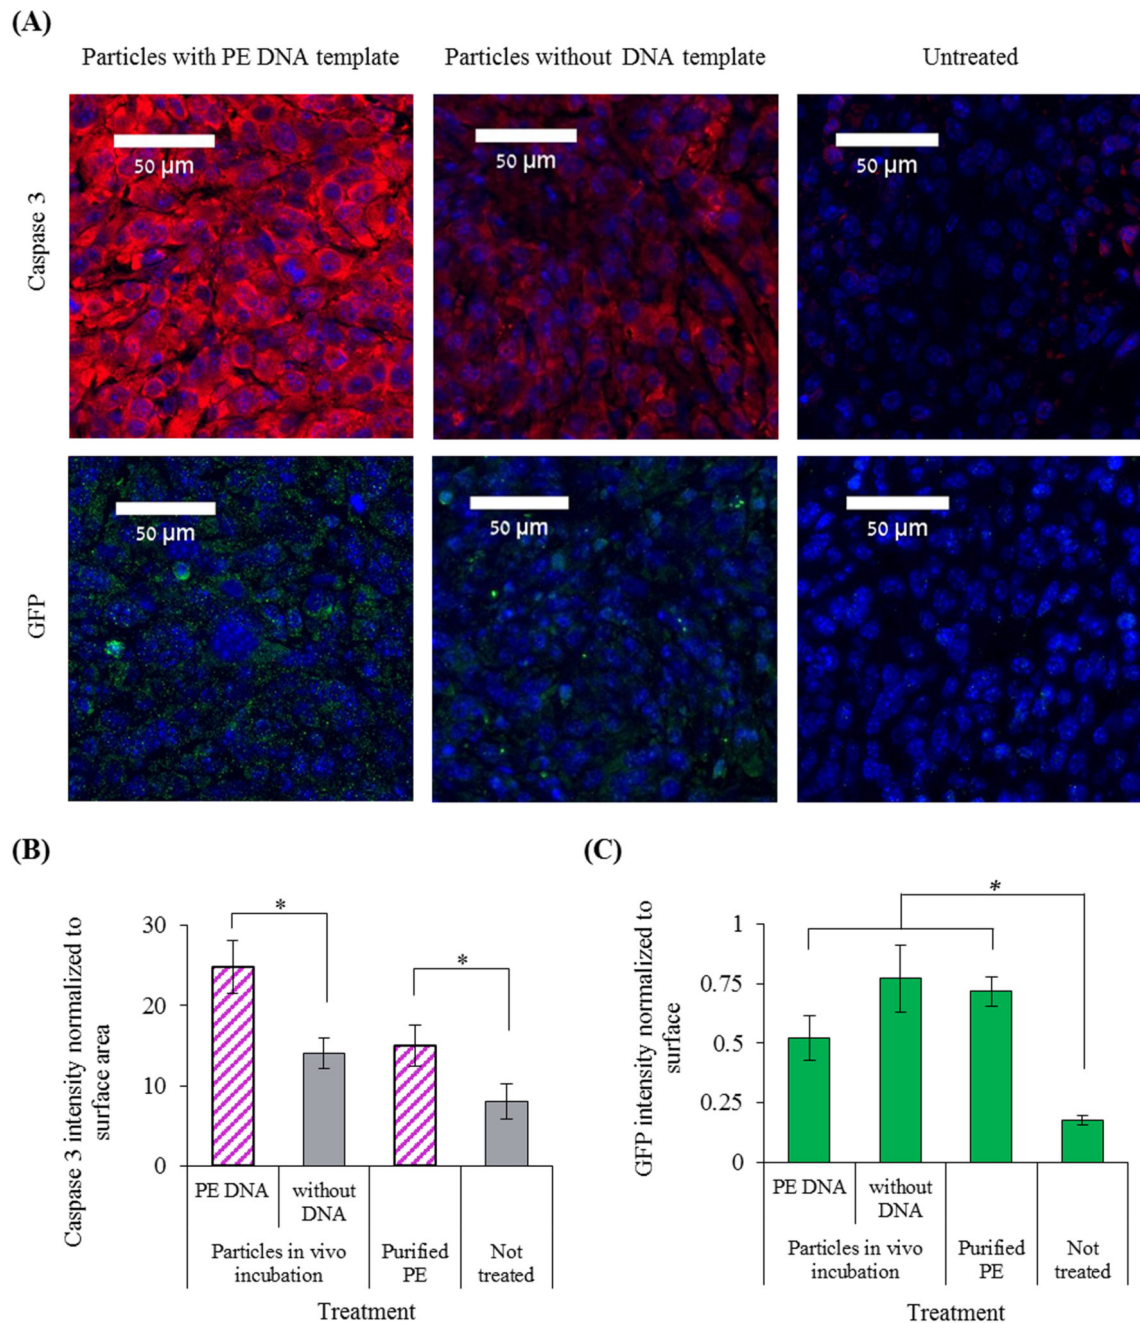 (A)
Particles with PE DNA template
Particles without DNA template
Untreated
Caspase 3
50 µm
50 µm
50 µm
GFP
50 µm
50 µm
50 µm
(B)
Caspase 3 intensity normalized to
surface area
30
20
10
0
*
*
PE DNA
without
DNA
Particles in vivo
incubation
Purified
PE
Not
treated
Treatment
(C)
GFP intensity normalized to
surface
1
0.75
0.5
0.25
0
*
PE DNA
without
DNA
Particles in vivo
incubation
Purified
PE
Not
treated
Treatment